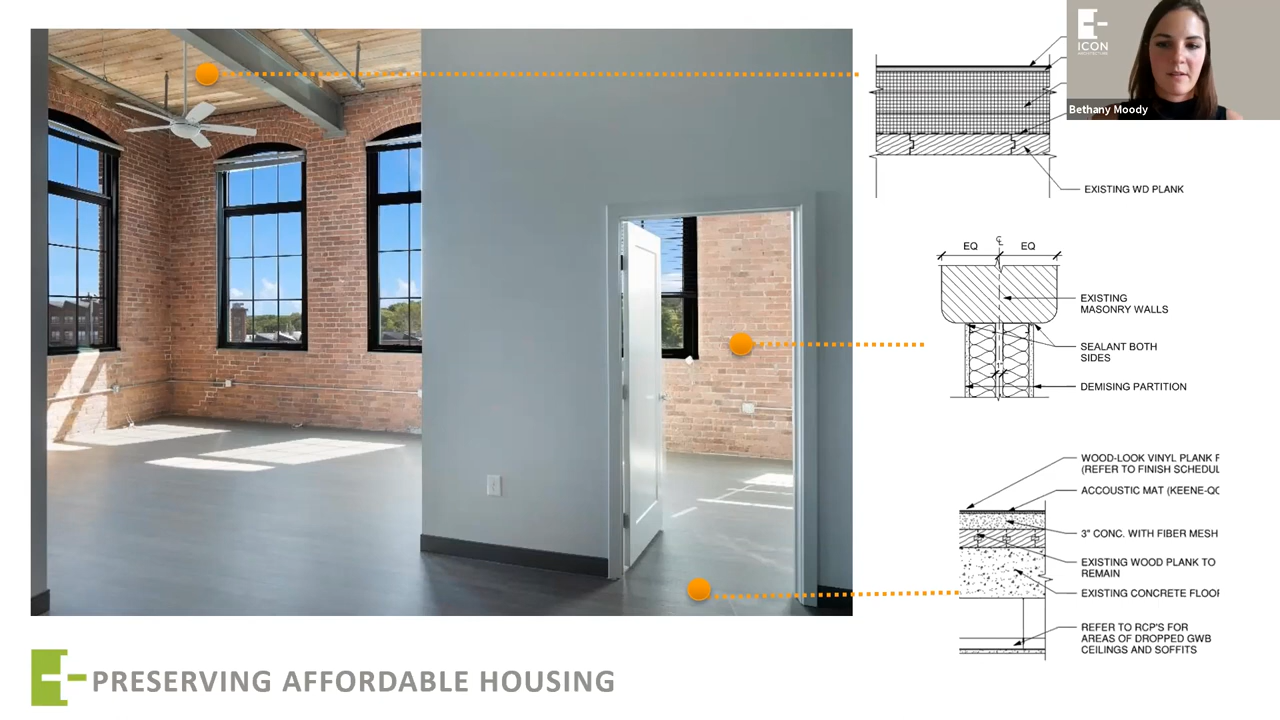 ICON
ARCHITECTURE
Bethany Moody
EXISTING WD PLANK
EQ
EQ
EXISTING
MASONRY WALLS
SEALANT BOTH
SIDES
DEMISING PARTITION
WOOD-LOOK VINYL PLANK F
(REFER TO FINISH SCHEDUL
ACCOUSTIC MAT (KEENE-QC
3" CONC. WITH FIBER MESH
EXISTING WOOD PLANK TO
REMAIN
EXISTING CONCRETE FLOOF
REFER TO RCP'S FOR
AREAS OF DROPPED GWB
CEILINGS AND SOFFITS
PRESERVING AFFORDABLE HOUSING